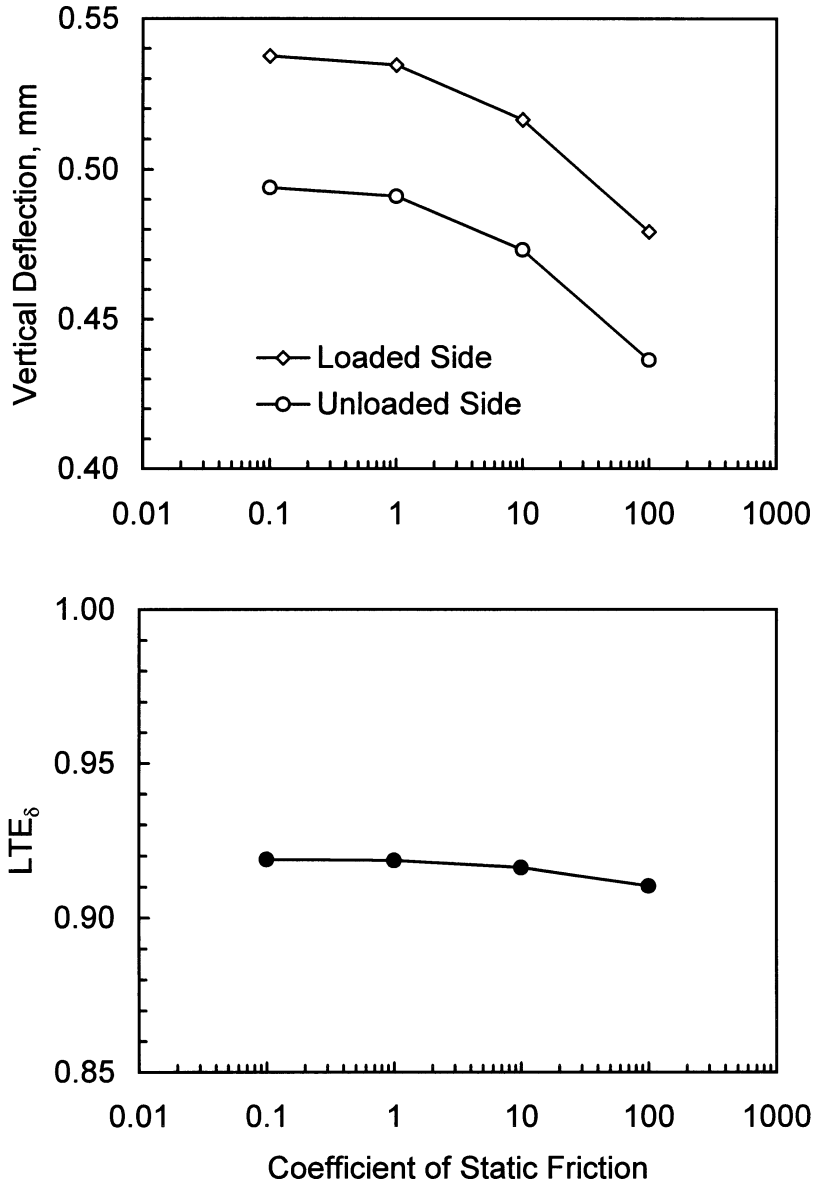 0.55
0.50
0.45
0.40
Vertical Deflection, mm
Loaded Side
Unloaded Side
0.01 0.1 1 10 100 1000
1.00
0.95
0.90
0.85
LTEδ
0.01 0.1 1 10 100 1000
Coefficient of Static Friction